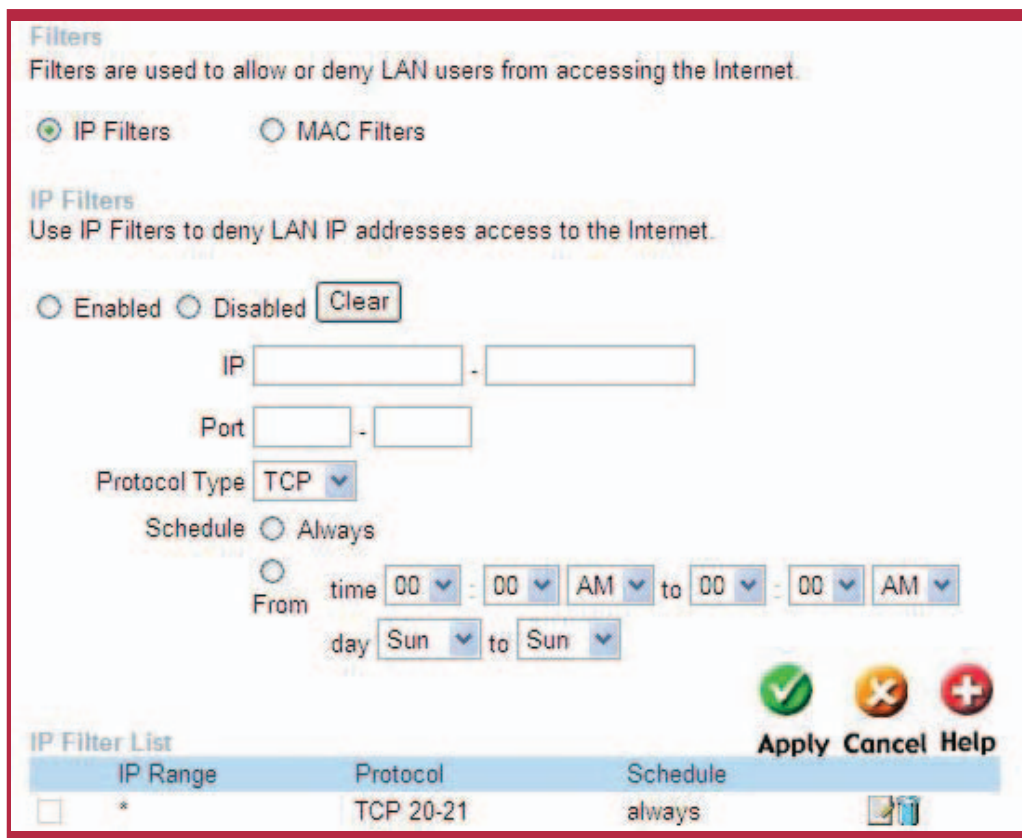 Filters
Filters are used to allow or deny LAN users from accessing the Internet.
IP Filters MAC Filters
IP Filters
Use IP Filters to deny LAN IP addresses access to the Internet.
Enabled Disabled Clear
IP -
Port -
Protocol Type TCP
Schedule Always
From time 00 : 00 AM to 00 : 00 AM
day Sun to Sun
Apply Cancel Help
IP Filter List
IP Range Protocol Schedule
* TCP 20-21 always